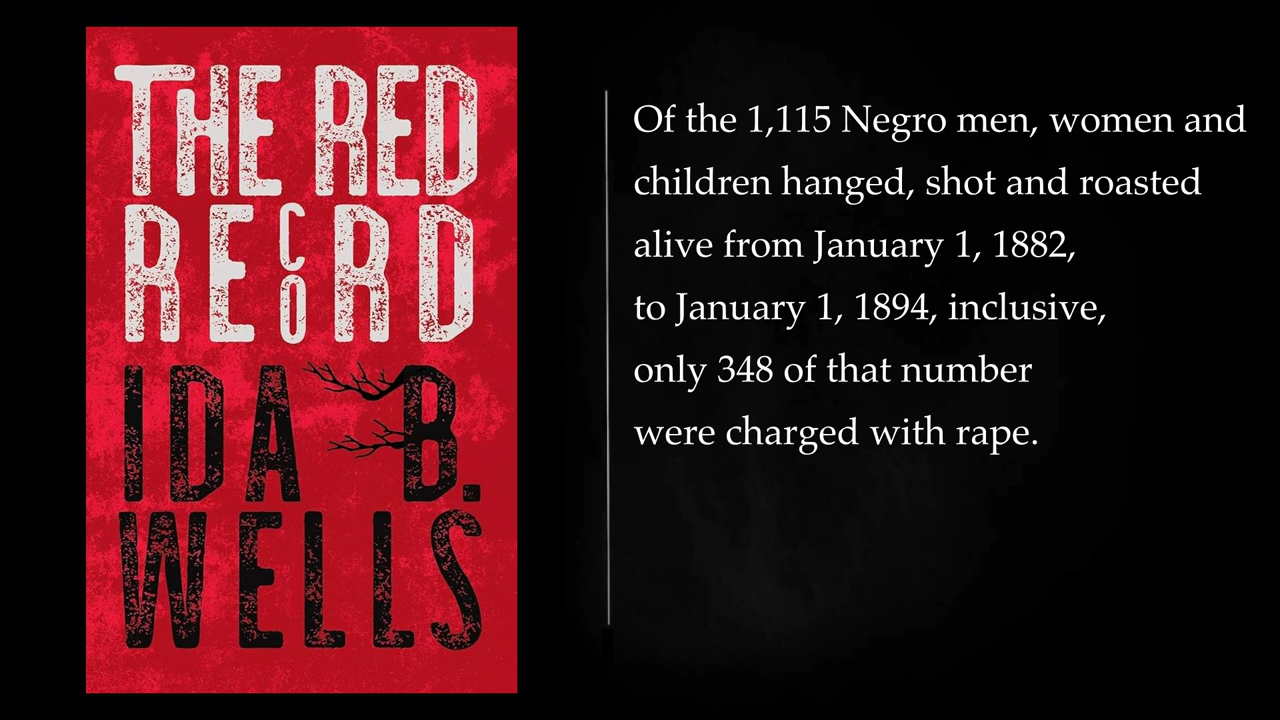 THE RED
RECORD
IDA B.
WELLS
Of the 1,115 Negro men, women and
children hanged, shot and roasted
alive from January 1, 1882,
to January 1, 1894, inclusive,
only 348 of that number
were charged with rape.